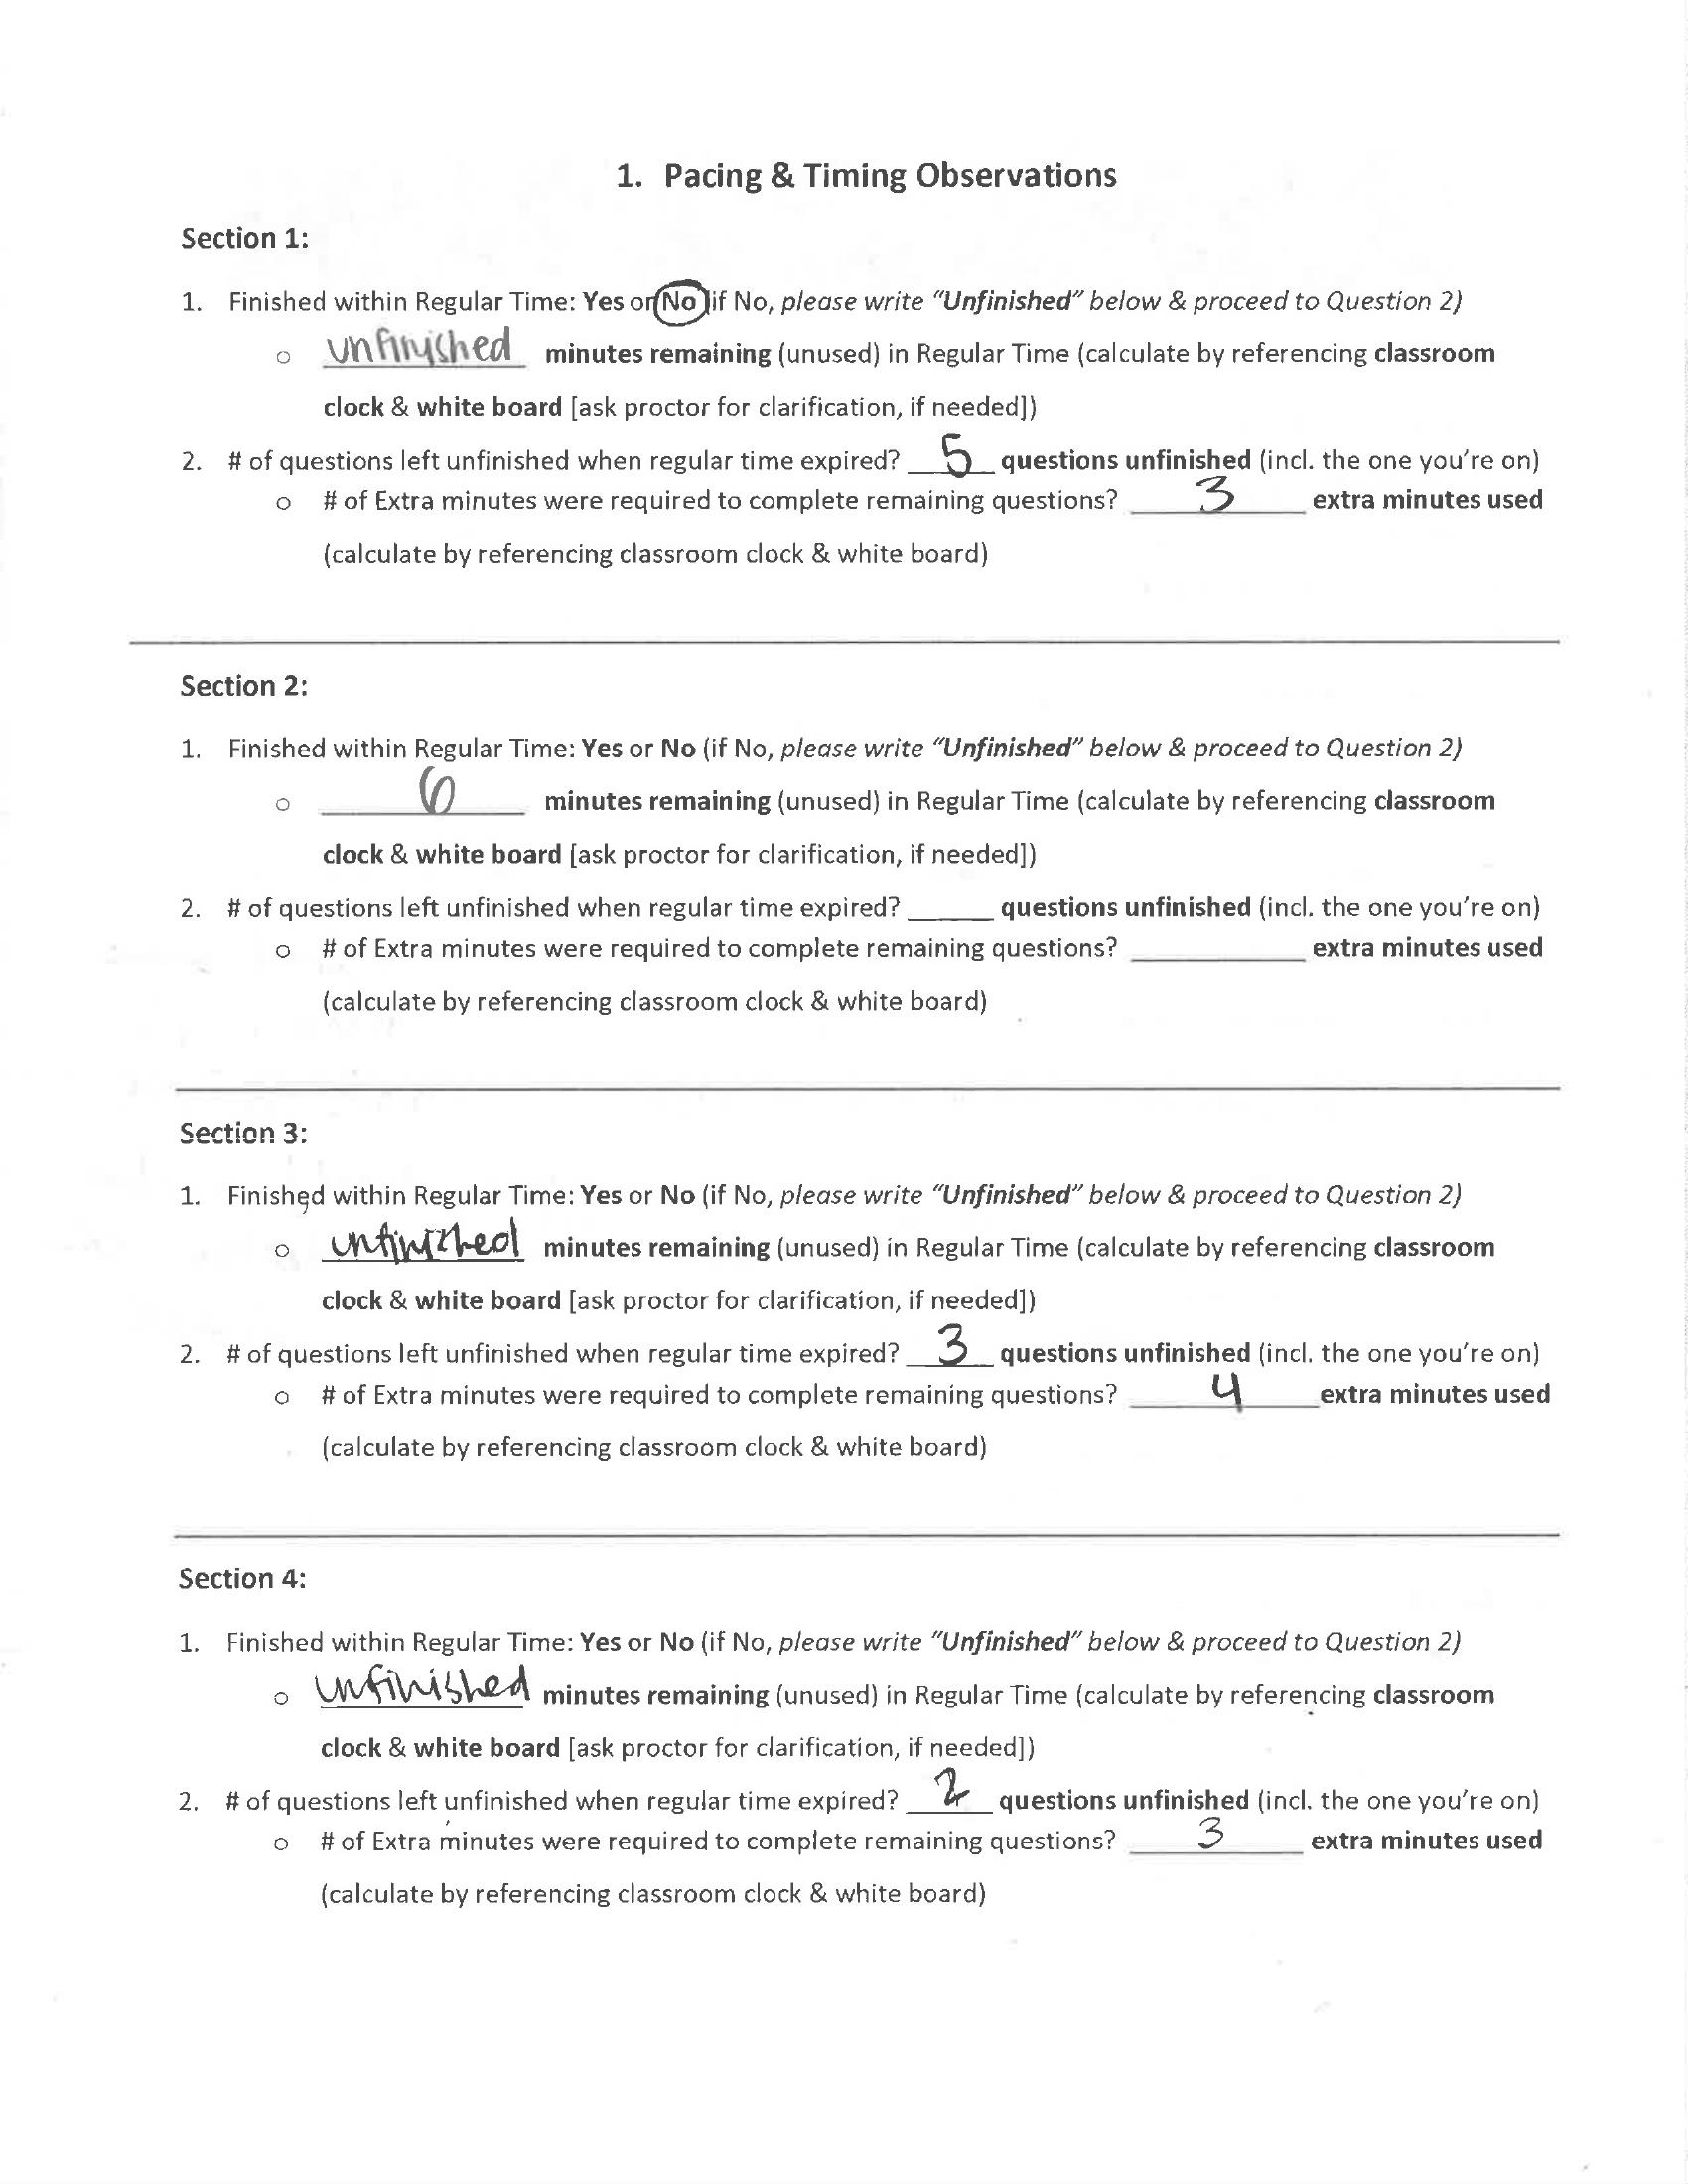 1. Pacing & Timing Observations
Section 1:
1. Finished within Regular Time: Yes or No (if No, please write "Unfinished" below & proceed to Question 2)
○ unfinished minutes remaining (unused) in Regular Time (calculate by referencing classroom
clock & white board [ask proctor for clarification, if needed])
2. # of questions left unfinished when regular time expired? 5 questions unfinished (incl. the one you're on)
○ # of Extra minutes were required to complete remaining questions? 3 extra minutes used
(calculate by referencing classroom clock & white board)
Section 2:
1. Finished within Regular Time: Yes or No (if No, please write "Unfinished" below & proceed to Question 2)
○ 6 minutes remaining (unused) in Regular Time (calculate by referencing classroom
clock & white board [ask proctor for clarification, if needed])
2. # of questions left unfinished when regular time expired? ______ questions unfinished (incl. the one you're on)
○ # of Extra minutes were required to complete remaining questions? ____________ extra minutes used
(calculate by referencing classroom clock & white board)
Section 3:
1. Finished within Regular Time: Yes or No (if No, please write "Unfinished" below & proceed to Question 2)
○ unfinished minutes remaining (unused) in Regular Time (calculate by referencing classroom
clock & white board [ask proctor for clarification, if needed])
2. # of questions left unfinished when regular time expired? 3 questions unfinished (incl. the one you're on)
○ # of Extra minutes were required to complete remaining questions? 4 extra minutes used
(calculate by referencing classroom clock & white board)
Section 4:
1. Finished within Regular Time: Yes or No (if No, please write "Unfinished" below & proceed to Question 2)
○ unfinished minutes remaining (unused) in Regular Time (calculate by referencing classroom
clock & white board [ask proctor for clarification, if needed])
2. # of questions left unfinished when regular time expired? 2 questions unfinished (incl. the one you're on)
○ # of Extra minutes were required to complete remaining questions? 3 extra minutes used
(calculate by referencing classroom clock & white board)